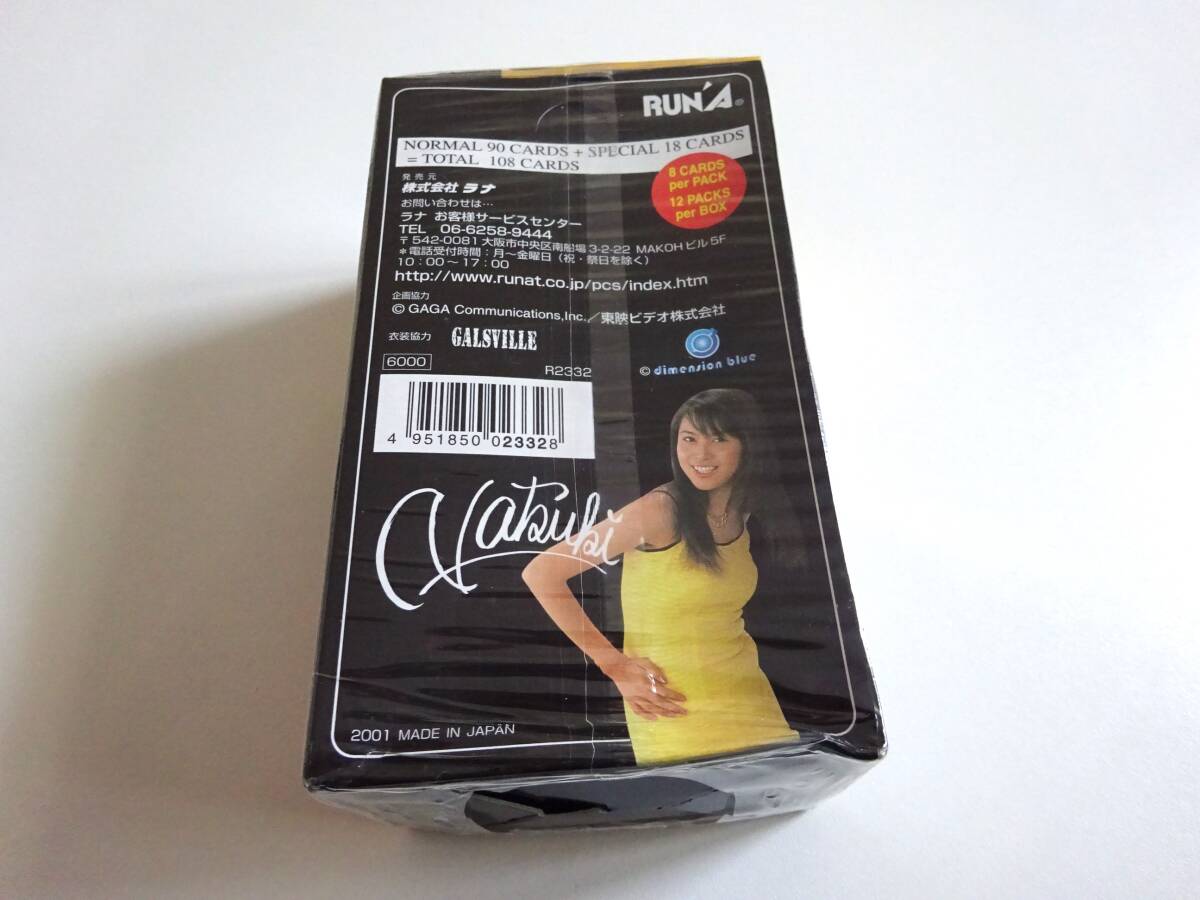 RUN'A®
NORMAL 90 CARDS + SPECIAL 18 CARDS
= TOTAL 108 CARDS
8 CARDS
per PACK
12 PACKS
per BOX
発売元
株式会社 ラナ
お問い合わせは…
ラナ お客様サービスセンター
TEL 06-6258-9444
〒542-0081 大阪市中央区南船場3-2-22 MAKOHビル5F
*電話受付時間:月〜金曜日(祝・祭日を除く)
10:00〜17:00
http://www.runat.co.jp/pcs/index.htm
企画協力
© GAGA Communications,Inc.／東映ビデオ株式会社
衣装協力 GALSVILLE
© dimension blue
6000 R2332
4 951850 023328
Natsuki
2001 MADE IN JAPAN